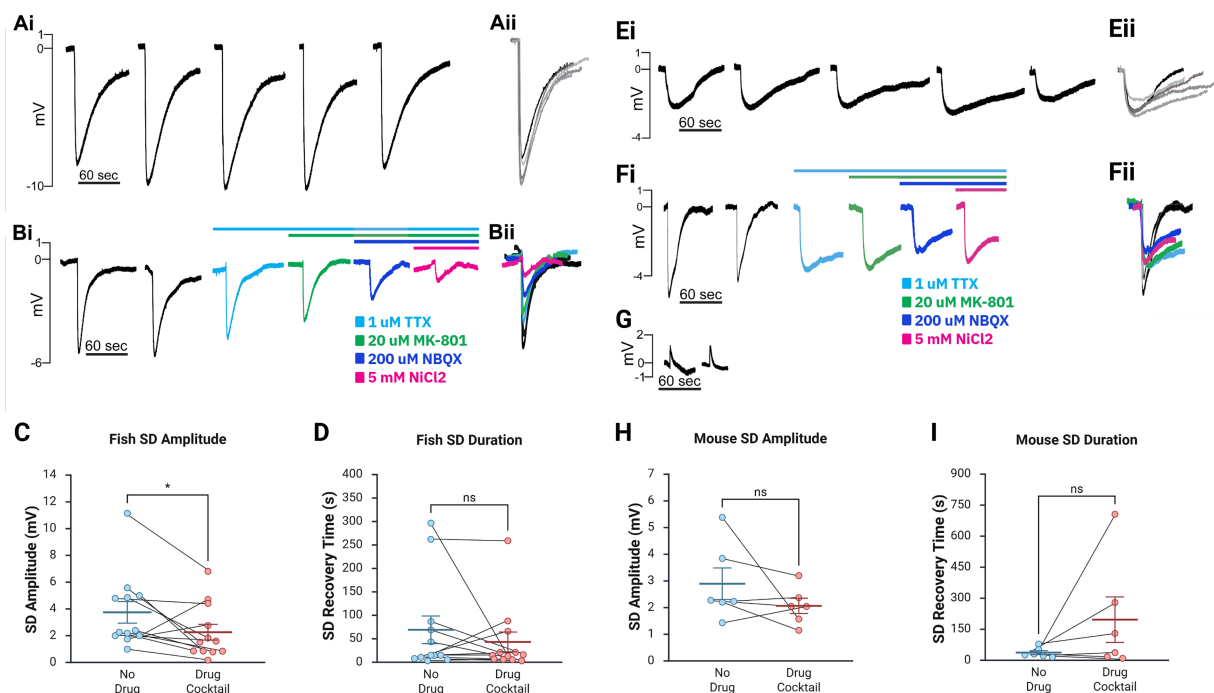 Ai
1
0
mV
-10
60 sec
Aii
Bi
1
0
mV
-6
60 sec
1 uM TTX
20 uM MK-801
200 uM NBQX
5 mM NiCl2
Bii
Ei
1
0
mV
-4
60 sec
Eii
Fi
1
0
mV
-4
60 sec
1 uM TTX
20 uM MK-801
200 uM NBQX
5 mM NiCl2
Fii
G
1
0
-1
mV
60 sec
C
Fish SD Amplitude
SD Amplitude (mV)
14
12
10
8
6
4
2
0
*
No
Drug
Drug
Cocktail
D
Fish SD Duration
SD Recovery Time (s)
400
350
300
250
200
150
100
50
0
ns
No
Drug
Drug
Cocktail
H
Mouse SD Amplitude
SD Amplitude (mV)
7
6
5
4
3
2
1
0
ns
No
Drug
Drug
Cocktail
I
Mouse SD Duration
SD Recovery Time (s)
900
750
600
450
300
150
0
ns
No
Drug
Drug
Cocktail